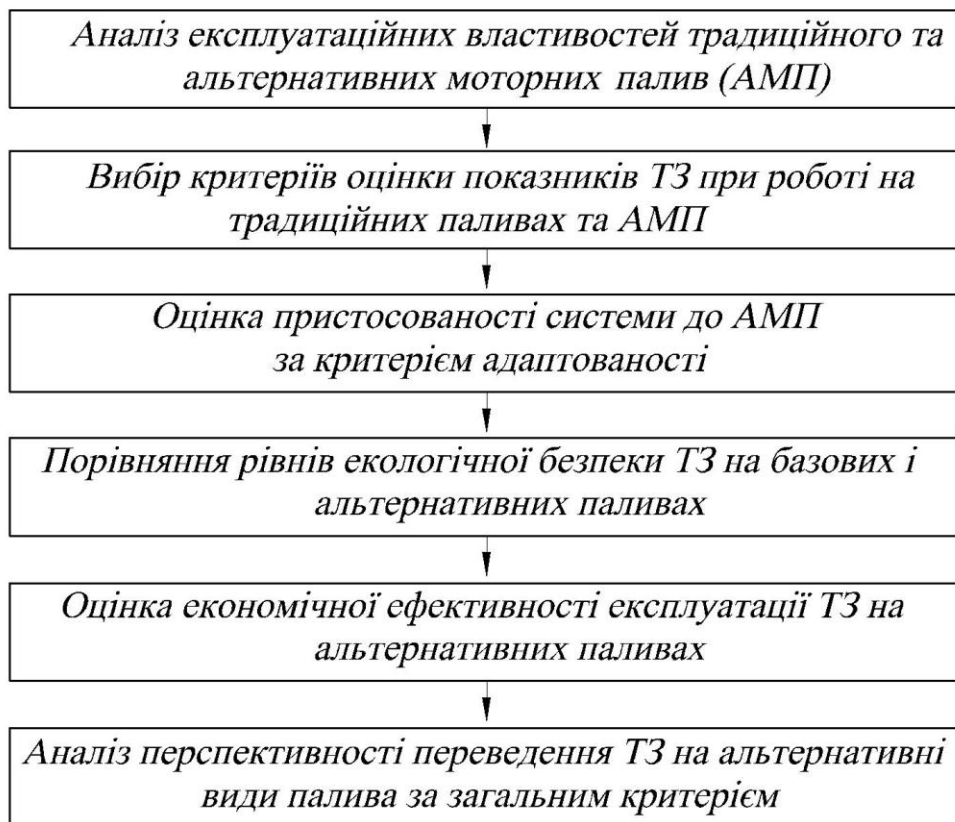 Аналіз експлуатаційних властивостей традиційного та
альтернативних моторних палив (АМП)
Вибір критеріїв оцінки показників ТЗ при роботі на
традиційних паливах та АМП
Оцінка пристосованості системи до АМП
за критерієм адаптованості
Порівняння рівнів екологічної безпеки ТЗ на базових і
альтернативних паливах
Оцінка економічної ефективності експлуатації ТЗ на
альтернативних паливах
Аналіз перспективності переведення ТЗ на альтернативні
види палива за загальним критерієм